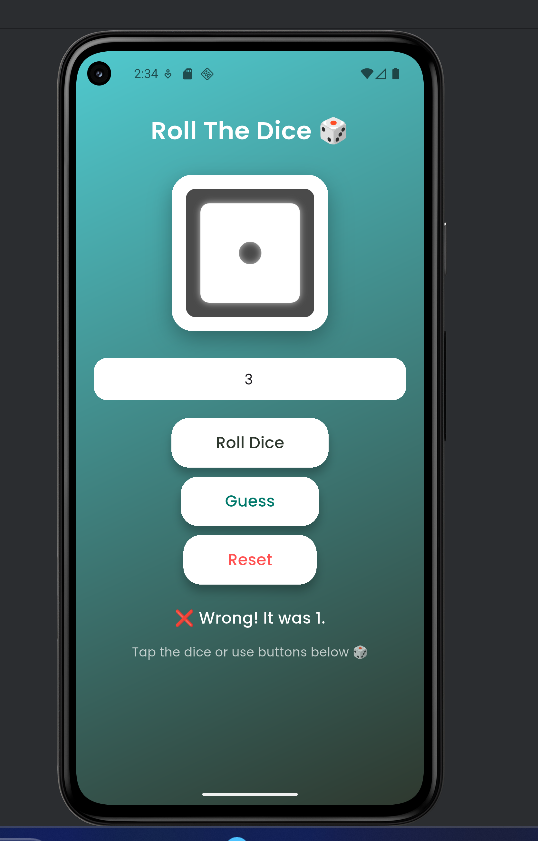 2:34
Roll The Dice 🎲
3
Roll Dice
Guess
Reset
❌ Wrong! It was 1.
Tap the dice or use buttons below 🎲